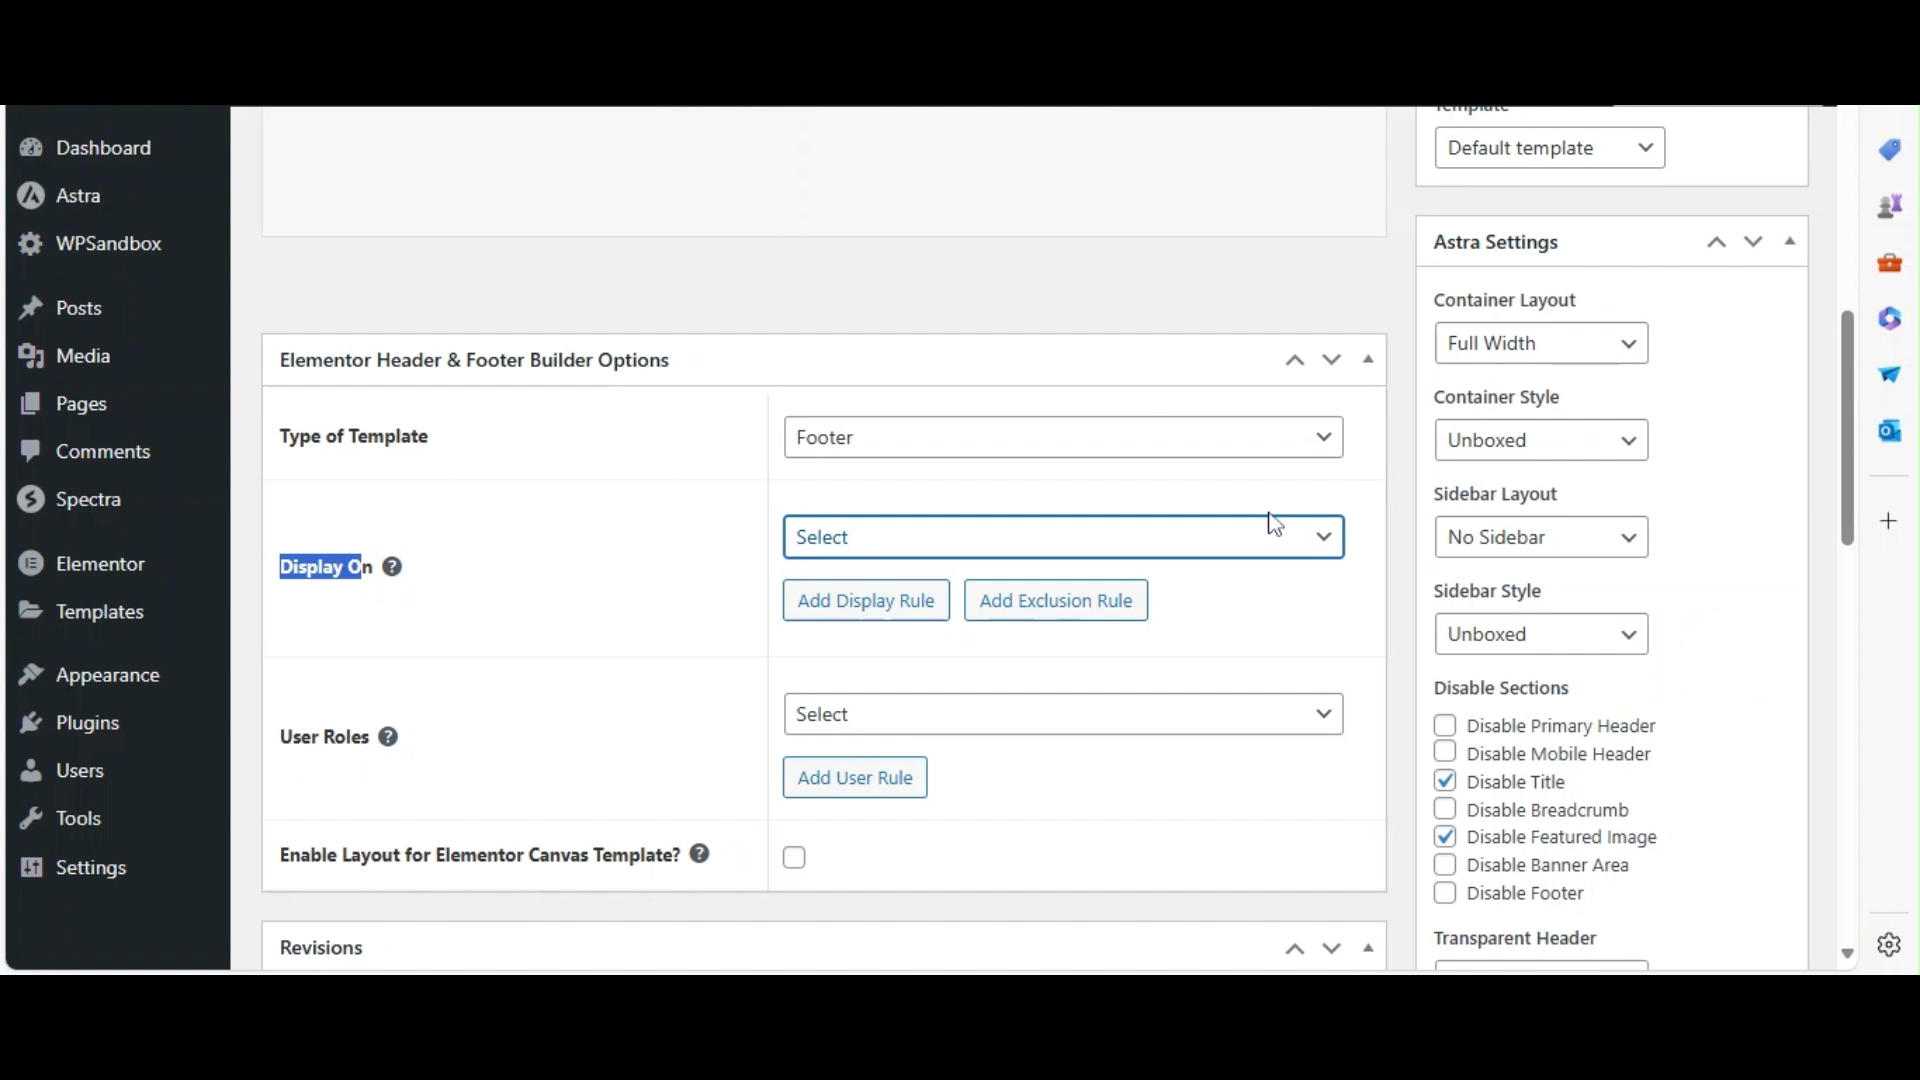 Dashboard
Astra
WPSandbox
Posts
Media
Pages
Comments
Spectra
Elementor
Templates
Appearance
Plugins
Users
Tools
Settings
Elementor Header & Footer Builder Options
Type of Template
Footer
Display On ?
Select
Add Display Rule
Add Exclusion Rule
User Roles ?
Select
Add User Rule
Enable Layout for Elementor Canvas Template? ?
Revisions
Template
Default template
Astra Settings
Container Layout
Full Width
Container Style
Unboxed
Sidebar Layout
No Sidebar
Sidebar Style
Unboxed
Disable Sections
Disable Primary Header
Disable Mobile Header
Disable Title
Disable Breadcrumb
Disable Featured Image
Disable Banner Area
Disable Footer
Transparent Header